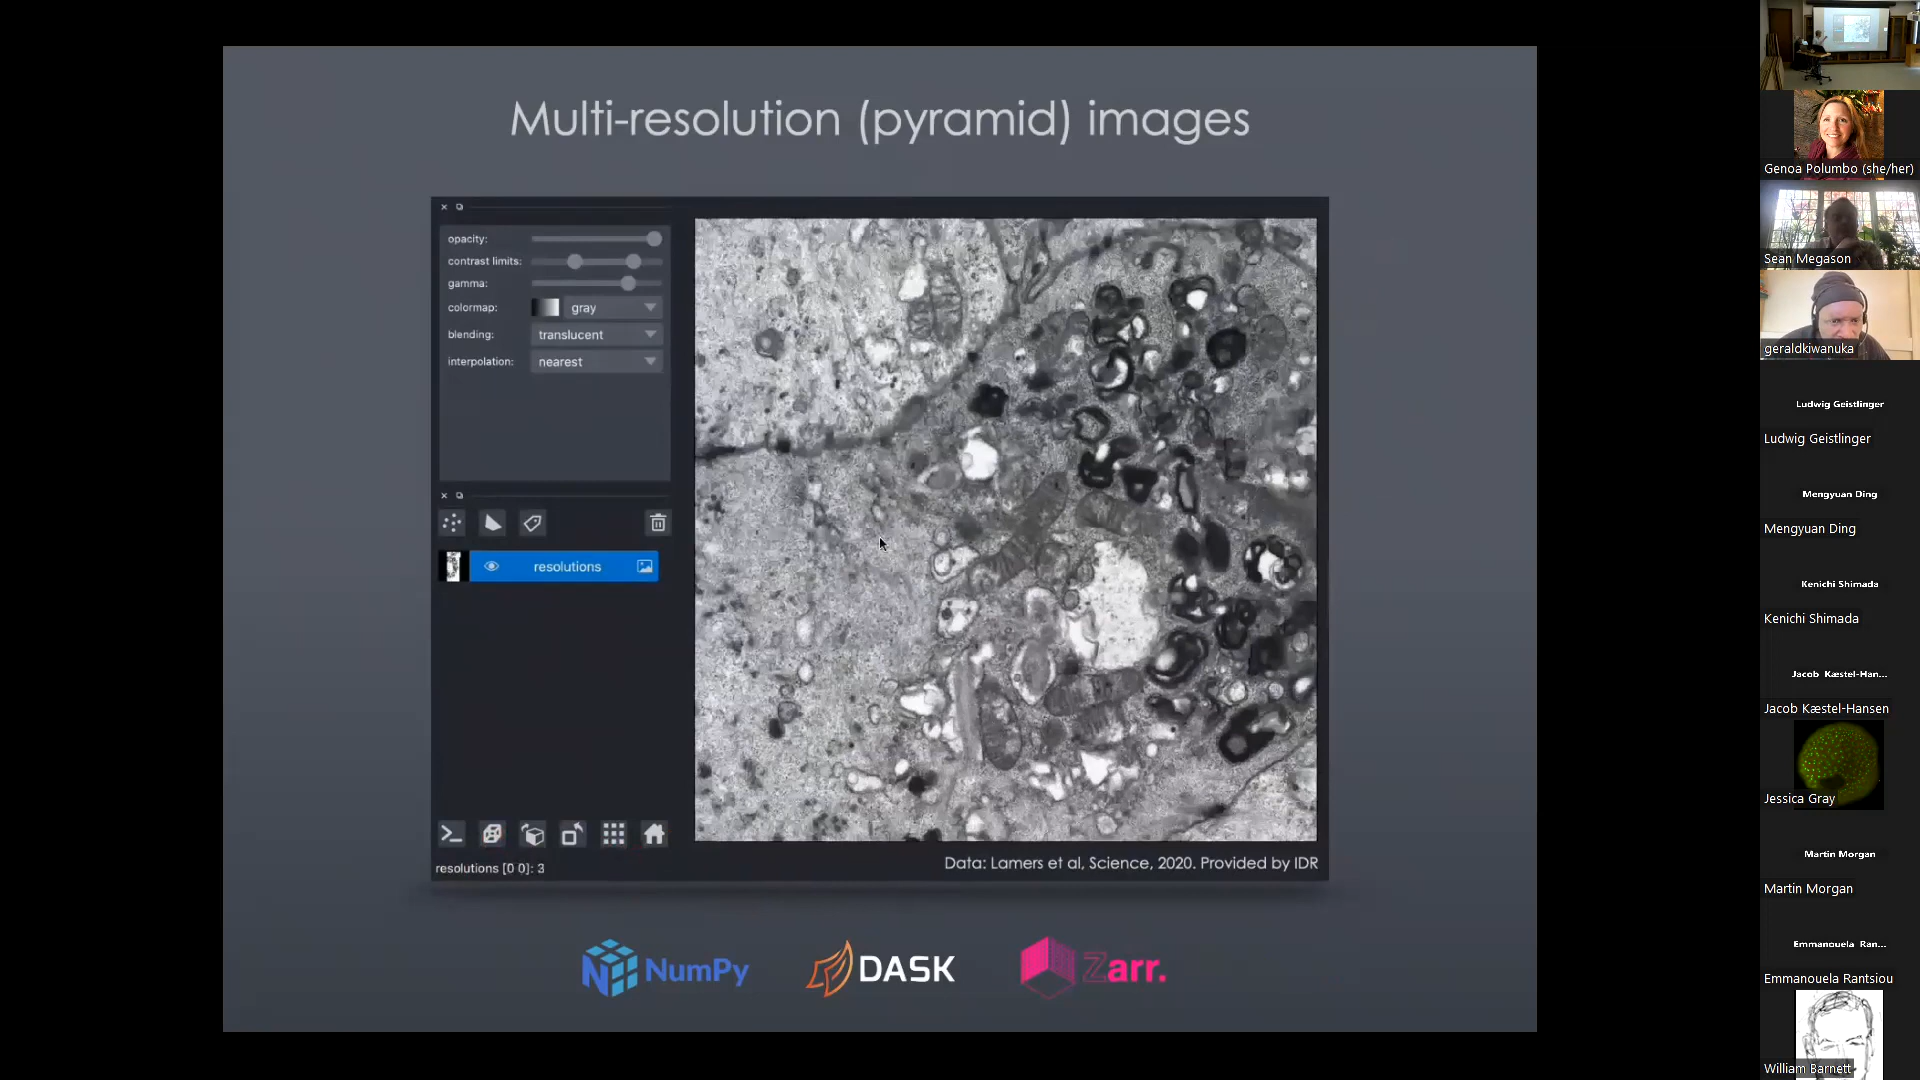 Multi-resolution (pyramid) images
opacity:
contrast limits:
gamma:
colormap: gray
blending: translucent
interpolation: nearest
resolutions
resolutions [0 0]: 3
Data: Lamers et al, Science, 2020. Provided by IDR
NumPy
DASK
Zarr.
Genoa Polumbo (she/her)
Sean Megason
geraldkiwanuka
Ludwig Geistlinger
Ludwig Geistlinger
Mengyuan Ding
Mengyuan Ding
Kenichi Shimada
Kenichi Shimada
Jacob Kæstel-Han...
Jacob Kæstel-Hansen
Jessica Gray
Martin Morgan
Martin Morgan
Emmanouela Ran...
Emmanouela Rantsiou
William Barnett